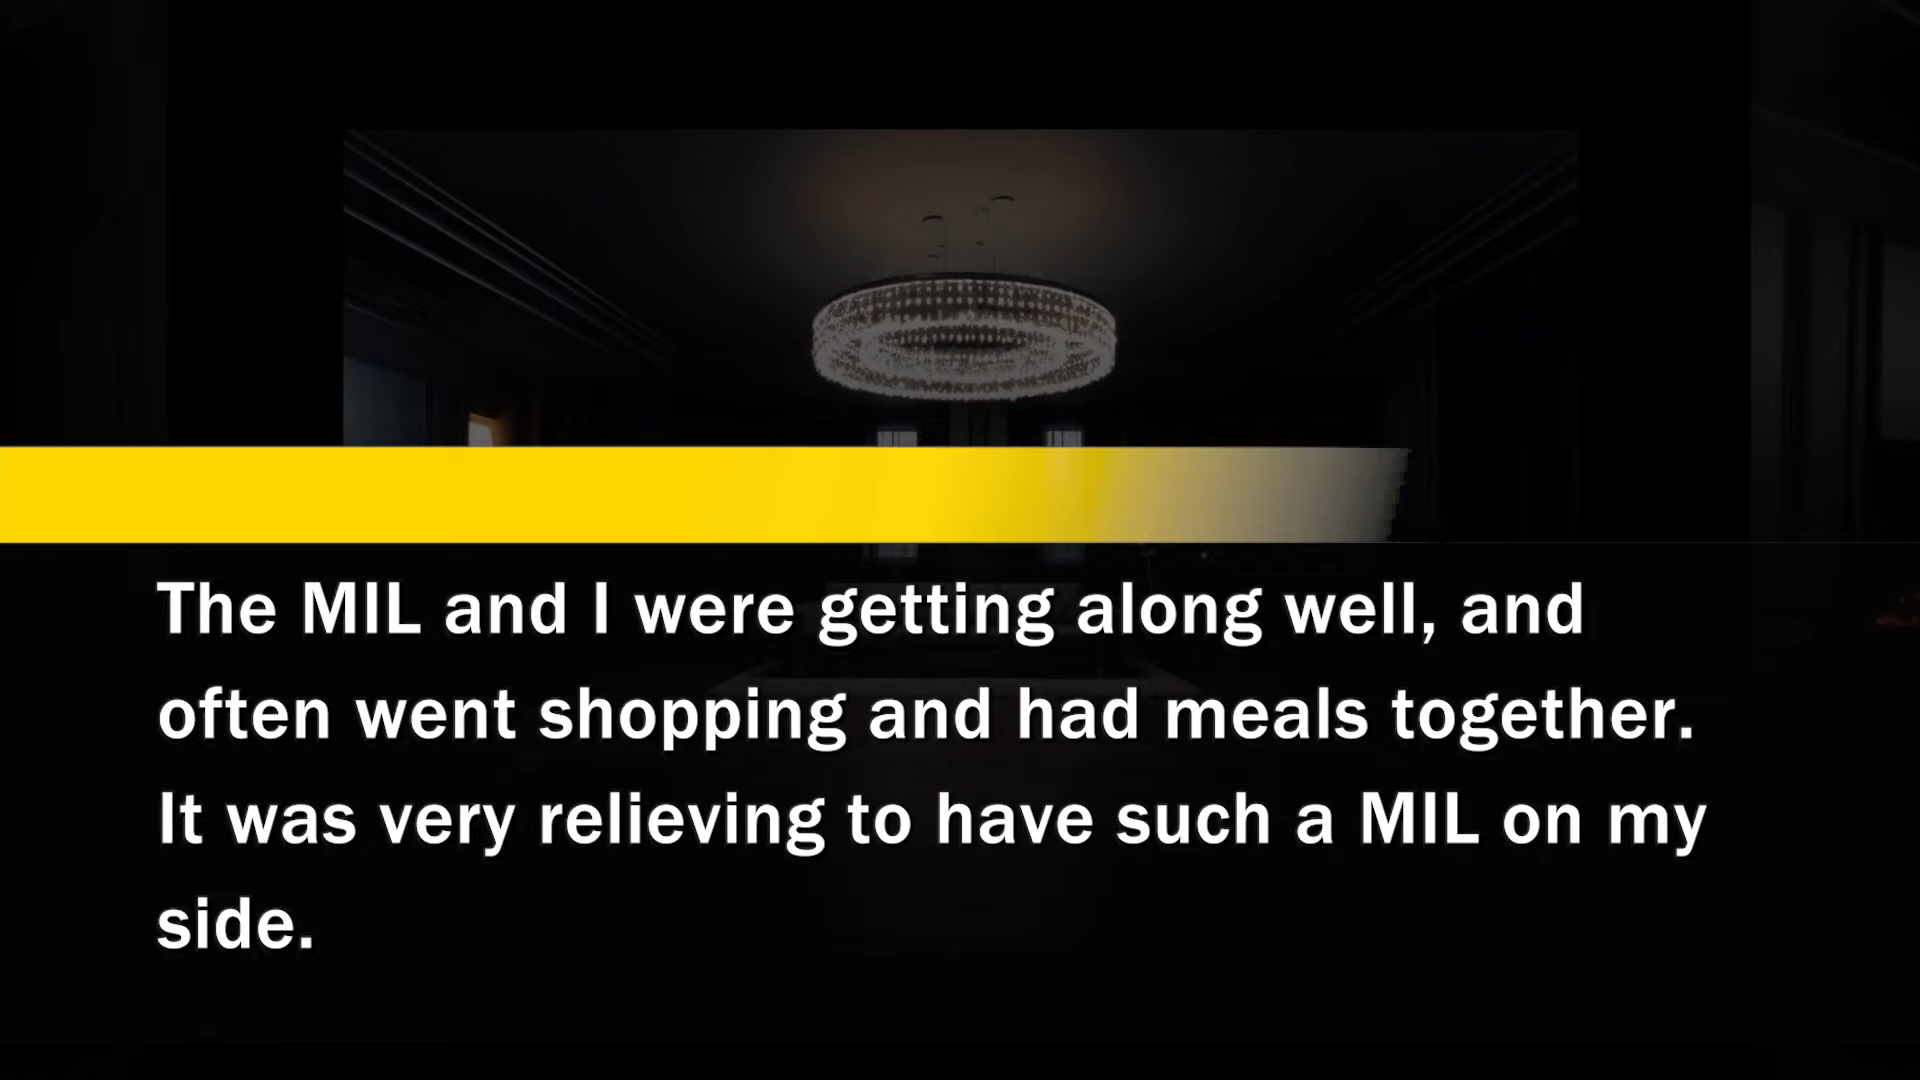 The MIL and I were getting along well, and
often went shopping and had meals together.
It was very relieving to have such a MIL on my
side.